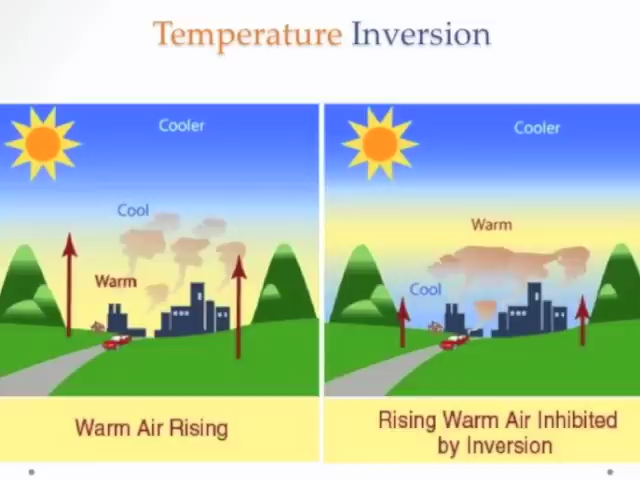 Temperature Inversion
Cooler
Cool
Warm
Warm Air Rising
Cooler
Warm
Cool
Rising Warm Air Inhibited
by Inversion